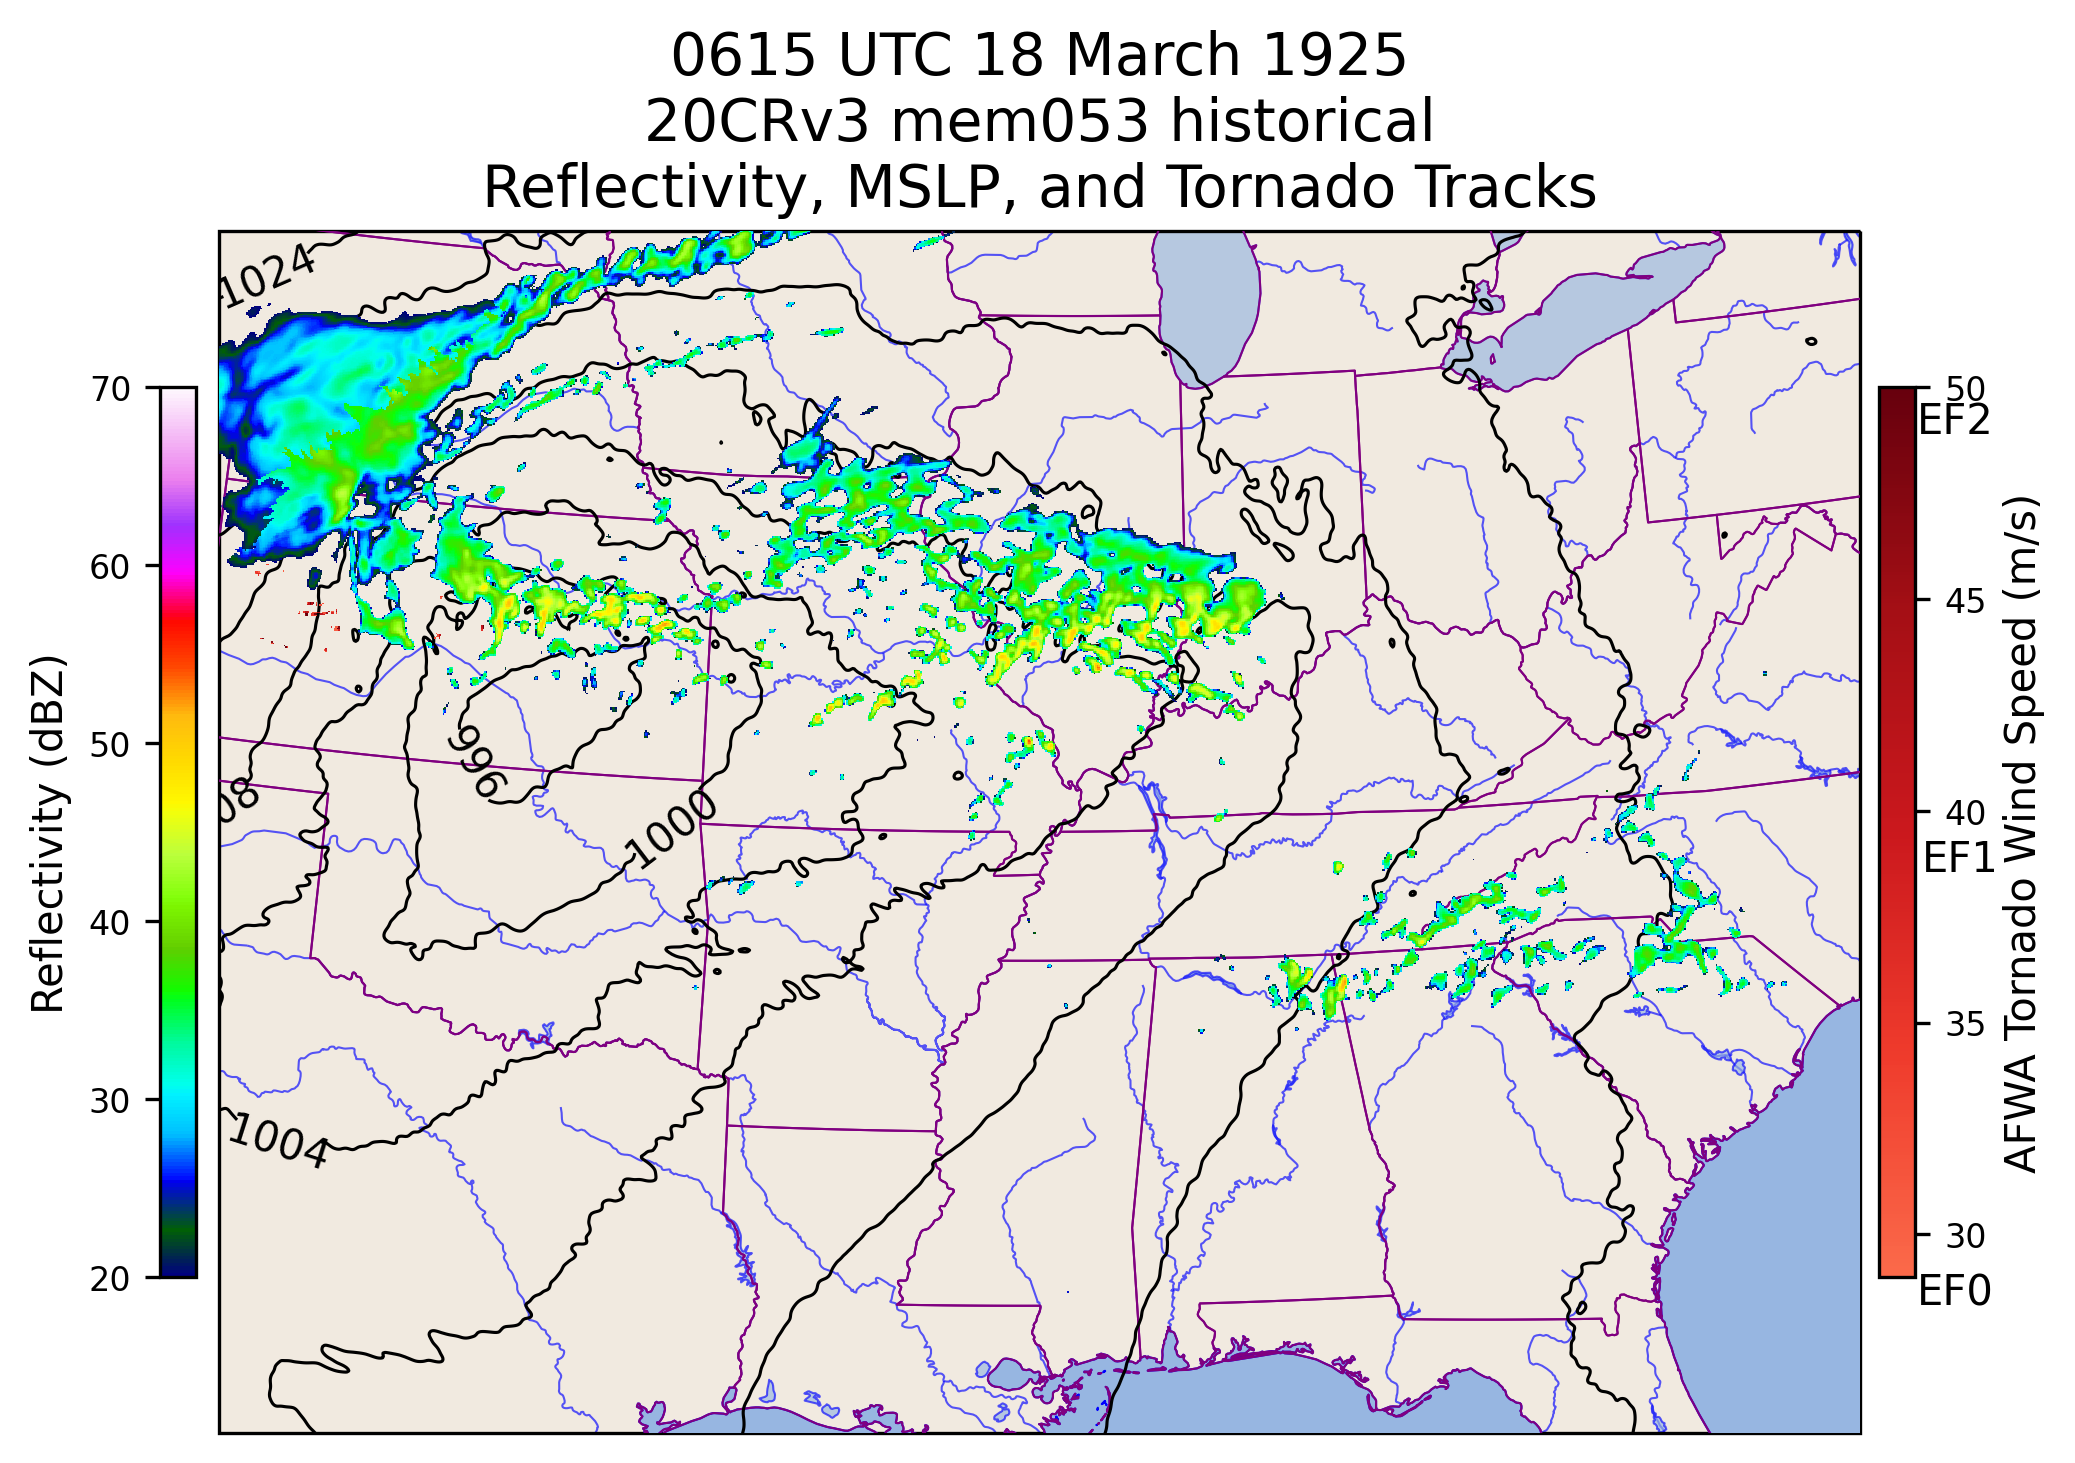 0615 UTC 18 March 1925
20CRv3 mem053 historical
Reflectivity, MSLP, and Tornado Tracks
1024
996
08
1000
1004
70
60
50
40
30
20
Reflectivity (dBZ)
50
EF2
45
40
EF1
35
30
EF0
AFWA Tornado Wind Speed (m/s)